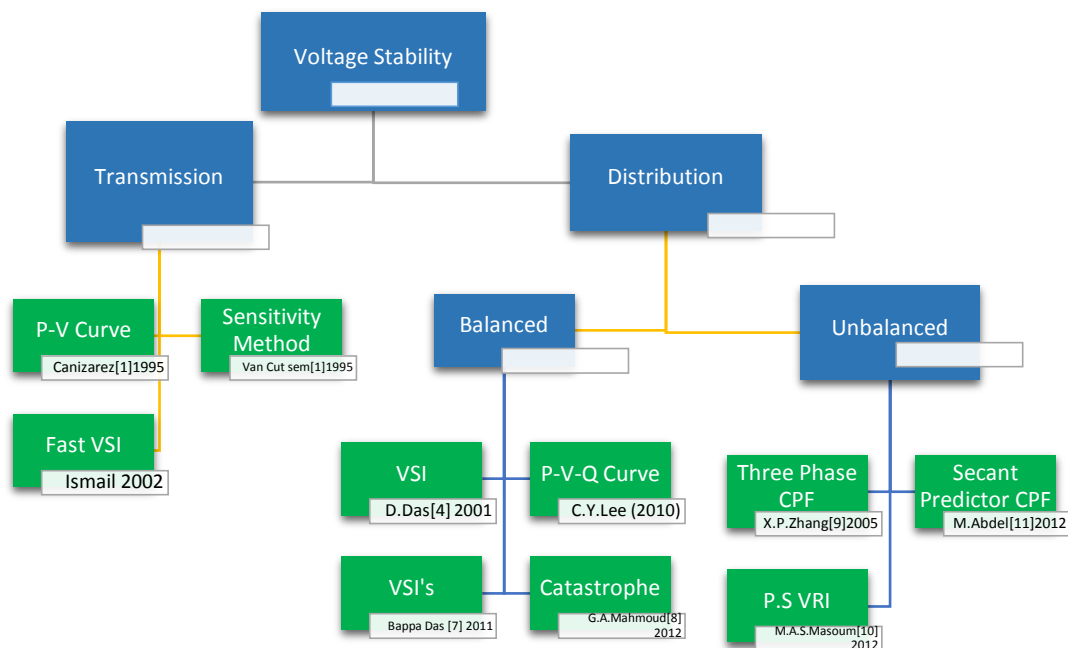 Voltage Stability
Transmission
Distribution
P-V Curve
Canizarez[1]1995
Sensitivity
Method
Van Cut sem[1]1995
Balanced
Unbalanced
Fast VSI
Ismail 2002
VSI
D.Das[4] 2001
P-V-Q Curve
C.Y.Lee (2010)
Three Phase
CPF
X.P.Zhang[9]2005
Secant
Predictor CPF
M.Abdel[11]2012
VSI's
Bappa Das [7] 2011
Catastrophe
G.A.Mahmoud[8]
2012
P.S VRI
M.A.S.Masoum[10]
2012